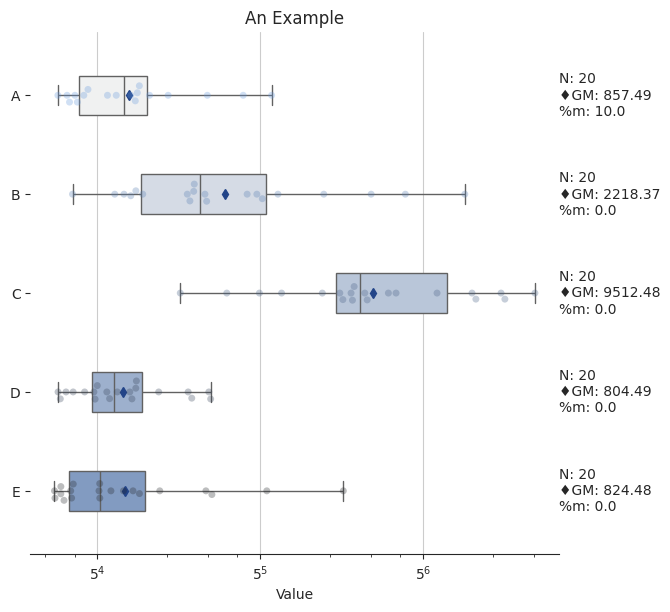 An Example
A
N: 20
♦GM: 857.49
%m: 10.0
B
N: 20
♦GM: 2218.37
%m: 0.0
C
N: 20
♦GM: 9512.48
%m: 0.0
D
N: 20
♦GM: 804.49
%m: 0.0
E
N: 20
♦GM: 824.48
%m: 0.0
5⁴ 5⁵ 5⁶
Value